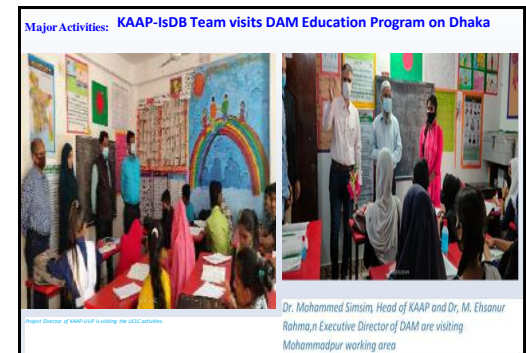 Major Activities: KAAP-IsDB Team visits DAM Education Program on Dhaka
Project Director of KAAP-UUP is visiting the UCLC activities
Dr. Mohammed Simsim, Head of KAAP and Dr, M. Ehsanur
Rahma,n Executive Director of DAM are visiting
Mohammadpur working area